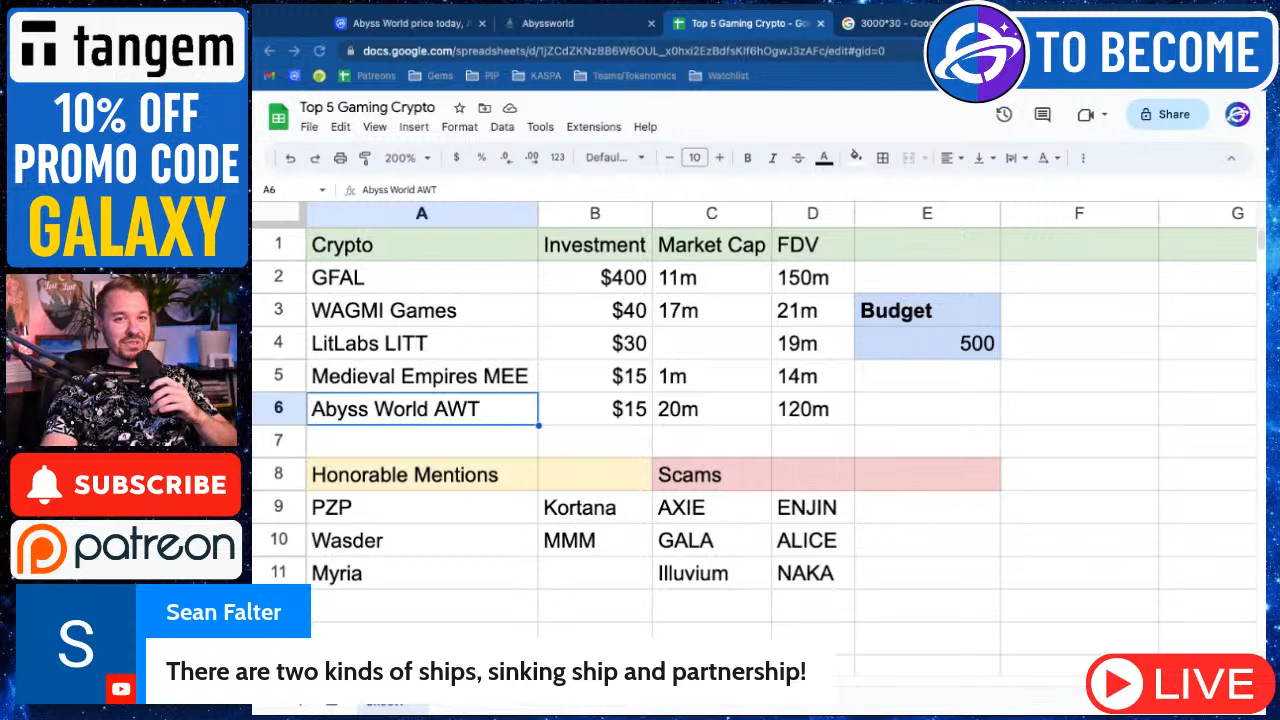 tangem
10% OFF
PROMO CODE
GALAXY
SUBSCRIBE
patreon
Abyss World price today,
Abysswor
Top 5 Gaming Crypto - Go
3000*30 - Goo
TO BECOME
docs.google.com/spreadsheets/d/1jZCdZKNzBB6W6OUL_x0hxi2EzBdfsKlf6hOgwJ3zAFc/edit#gid=0
Patreons
Gems
PIP
KASPA
Teams/Tokenomics
Watchlist
Top 5 Gaming Crypto
File Edit View Insert Format Data Tools Extensions Help
Share
200% $ % .0 .00 123 Defaul... 10 B I A
A6 fx Abyss World AWT
A B C D E F G
1 Crypto Investment Market Cap FDV
2 GFAL $400 11m 150m
3 WAGMI Games $40 17m 21m Budget
4 LitLabs LITT $30 19m 500
5 Medieval Empires MEE $15 1m 14m
6 Abyss World AWT $15 20m 120m
7
8 Honorable Mentions Scams
9 PZP Kortana AXIE ENJIN
10 Wasder MMM GALA ALICE
11 Myria Illuvium NAKA
S
Sean Falter
There are two kinds of ships, sinking ship and partnership!
LIVE